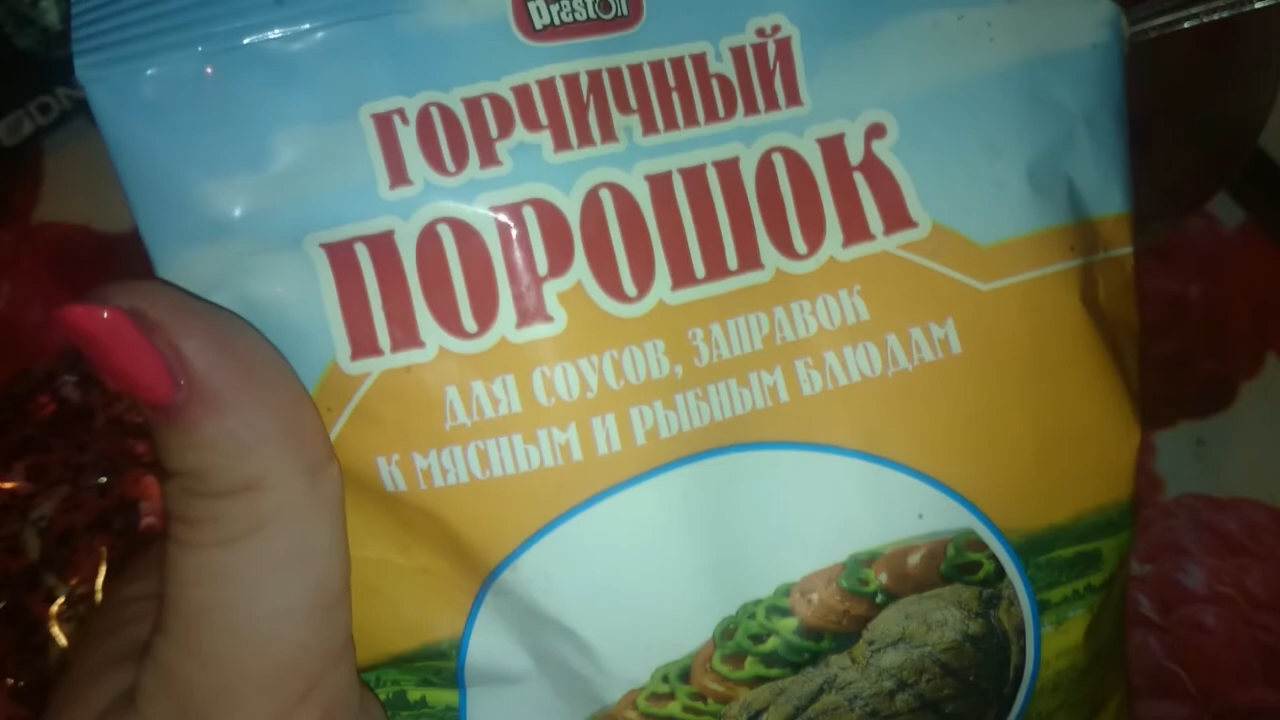 Preston
ГОРЧИЧНЫЙ
ПОРОШОК
ДЛЯ СОУСОВ, ЗАПРАВОК
К МЯСНЫМ И РЫБНЫМ БЛЮДАМ